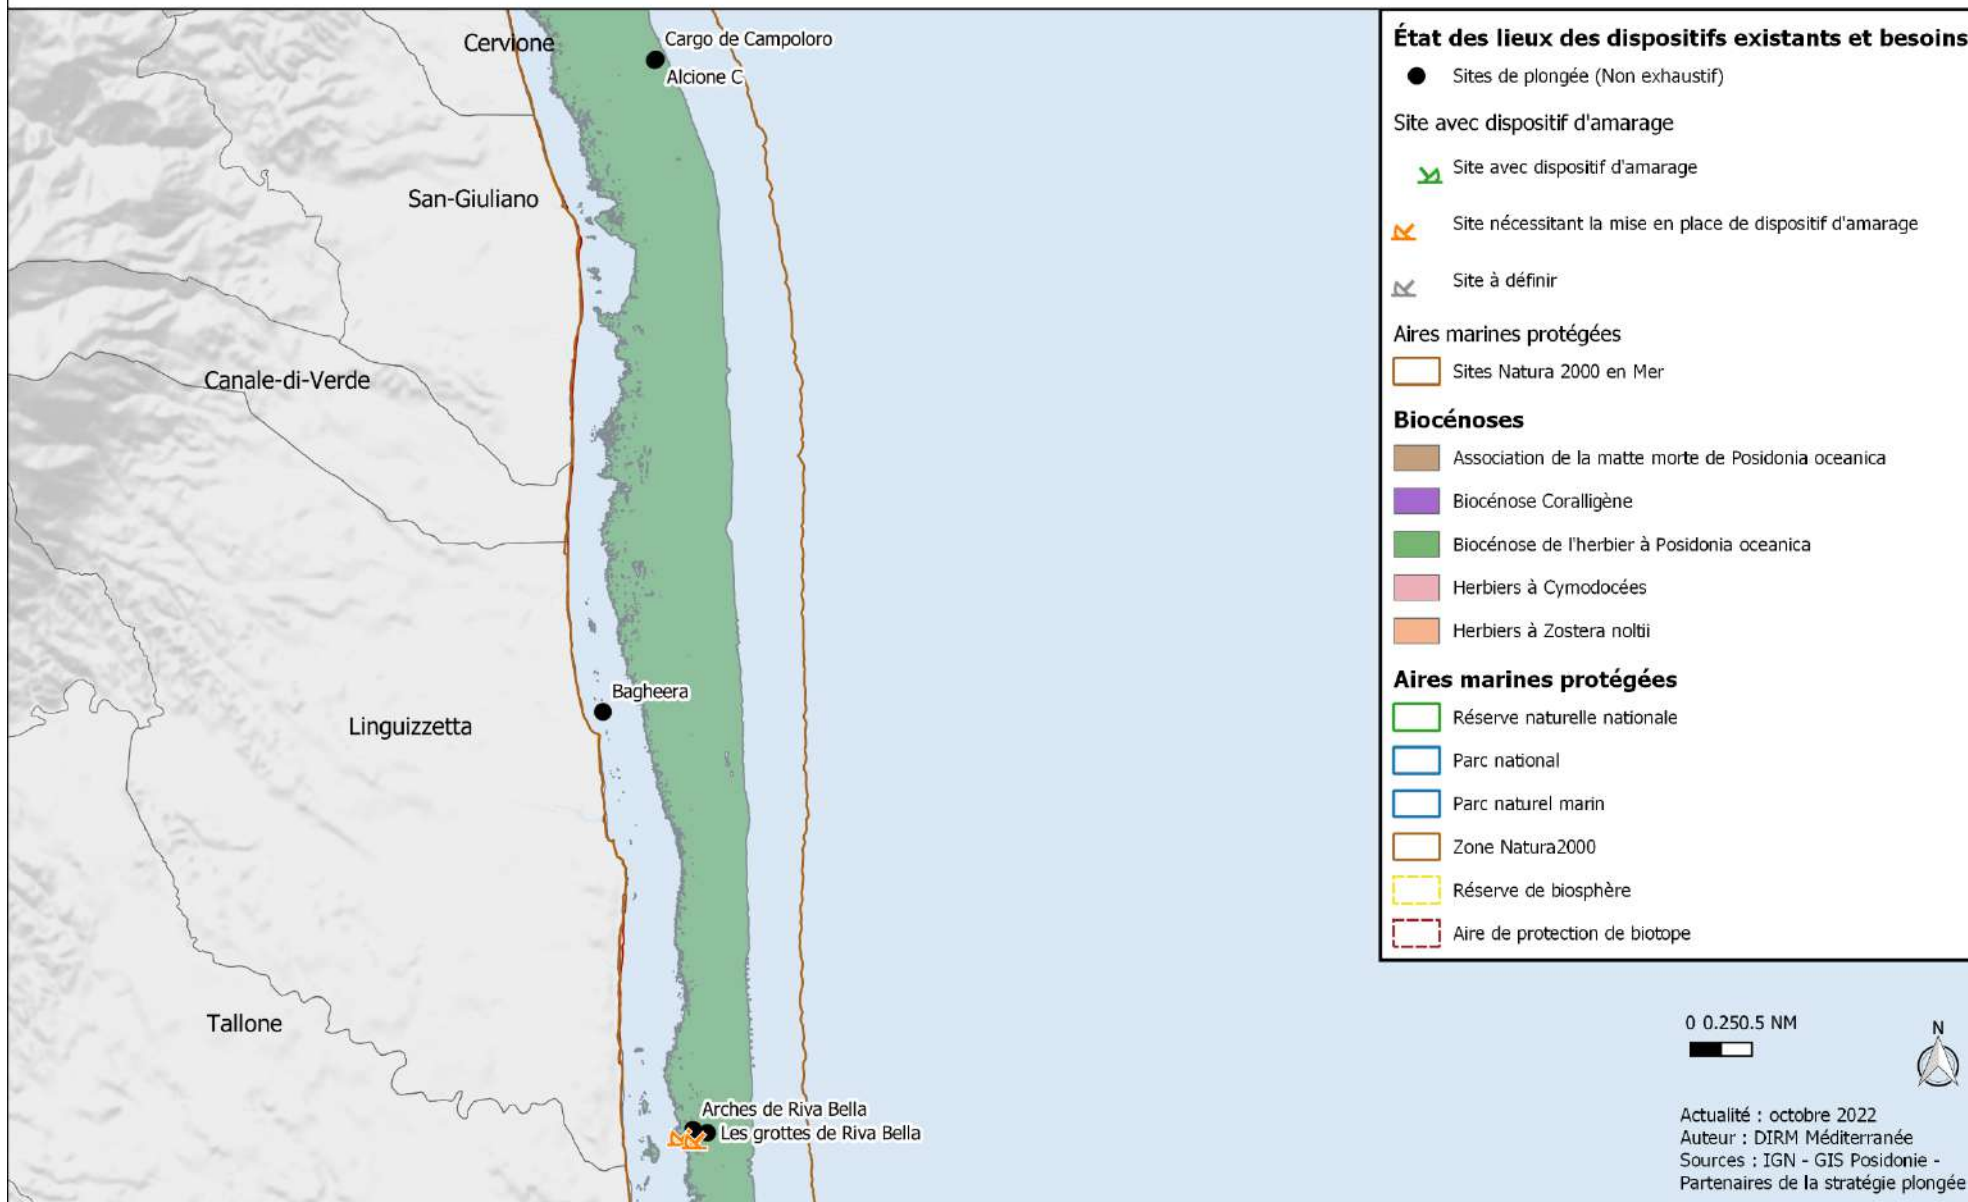 Cervione
Cargo de Campoloro
Alcione C
San-Giuliano
Canale-di-Verde
Bagheera
Linguizzetta
Tallone
Arches de Riva Bella
Les grottes de Riva Bella
État des lieux des dispositifs existants et besoins
Sites de plongée (Non exhaustif)
Site avec dispositif d'amarage
Site avec dispositif d'amarage
Site nécessitant la mise en place de dispositif d'amarage
Site à définir
Aires marines protégées
Sites Natura 2000 en Mer
Biocénoses
Association de la matte morte de Posidonia oceanica
Biocénose Coralligène
Biocénose de l'herbier à Posidonia oceanica
Herbiers à Cymodocées
Herbiers à Zostera noltii
Aires marines protégées
Réserve naturelle nationale
Parc national
Parc naturel marin
Zone Natura2000
Réserve de biosphère
Aire de protection de biotope
0 0.250.5 NM
N
Actualité : octobre 2022
Auteur : DIRM Méditerranée
Sources : IGN - GIS Posidonie -
Partenaires de la stratégie plongée